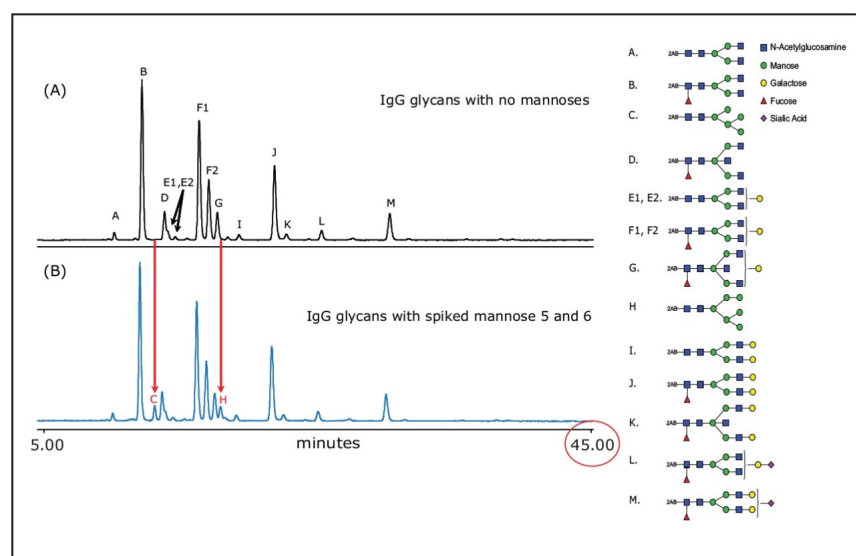 (A)
IgG glycans with no mannoses
A
B
D
E1,E2
F1
F2
G
I
J
K
L
M
(B)
IgG glycans with spiked mannose 5 and 6
C
H
5.00
minutes
45.00
A. 2AB
B. 2AB
C. 2AB
D. 2AB
E1, E2. 2AB
F1, F2. 2AB
G. 2AB
H 2AB
I. 2AB
J. 2AB
K. 2AB
L. 2AB
M. 2AB
N-Acetylglucosamine
Manose
Galactose
Fucose
Sialic Acid